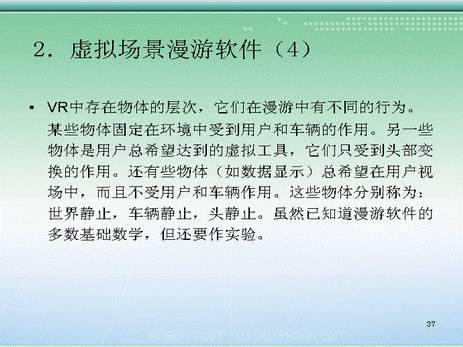 2．虚拟场景漫游软件（4）
• VR中存在物体的层次，它们在漫游中有不同的行为。
某些物体固定在环境中受到用户和车辆的作用。另一些
物体是用户总希望达到的虚拟工具，它们只受到头部变
换的作用。还有些物体（如数据显示）总希望在用户视
场中，而且不受用户和车辆作用。这些物体分别称为：
世界静止，车辆静止，头静止。虽然已知道漫游软件的
多数基础数学，但还要作实验。
37